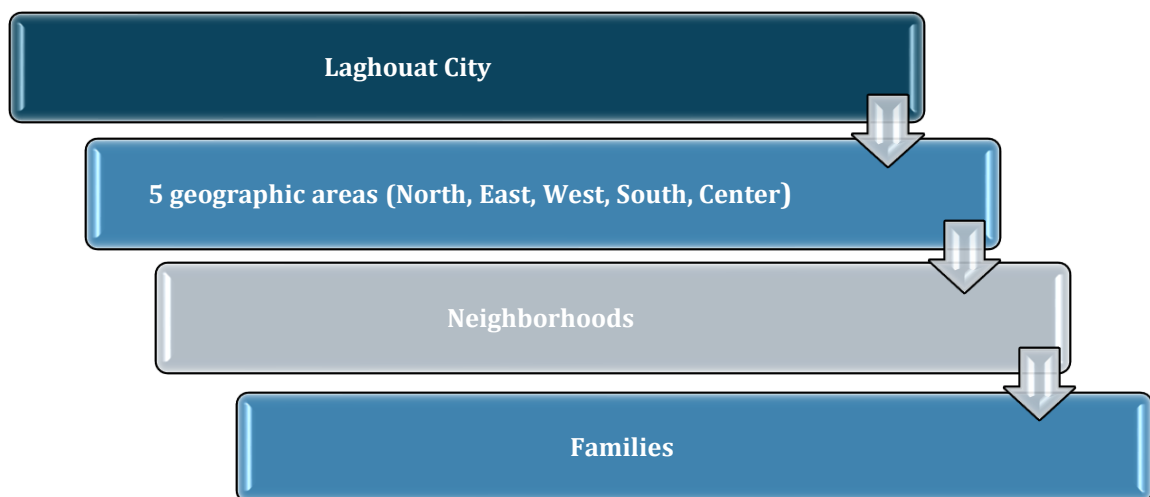 Laghouat City
5 geographic areas (North, East, West, South, Center)
Neighborhoods
Families